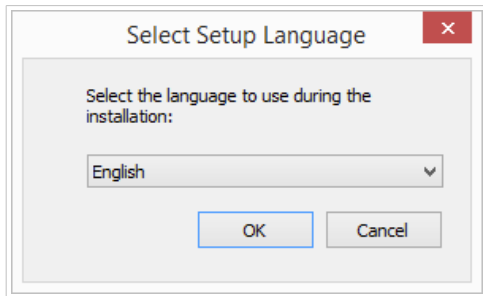 Select Setup Language
Select the language to use during the
installation:
English
OK
Cancel